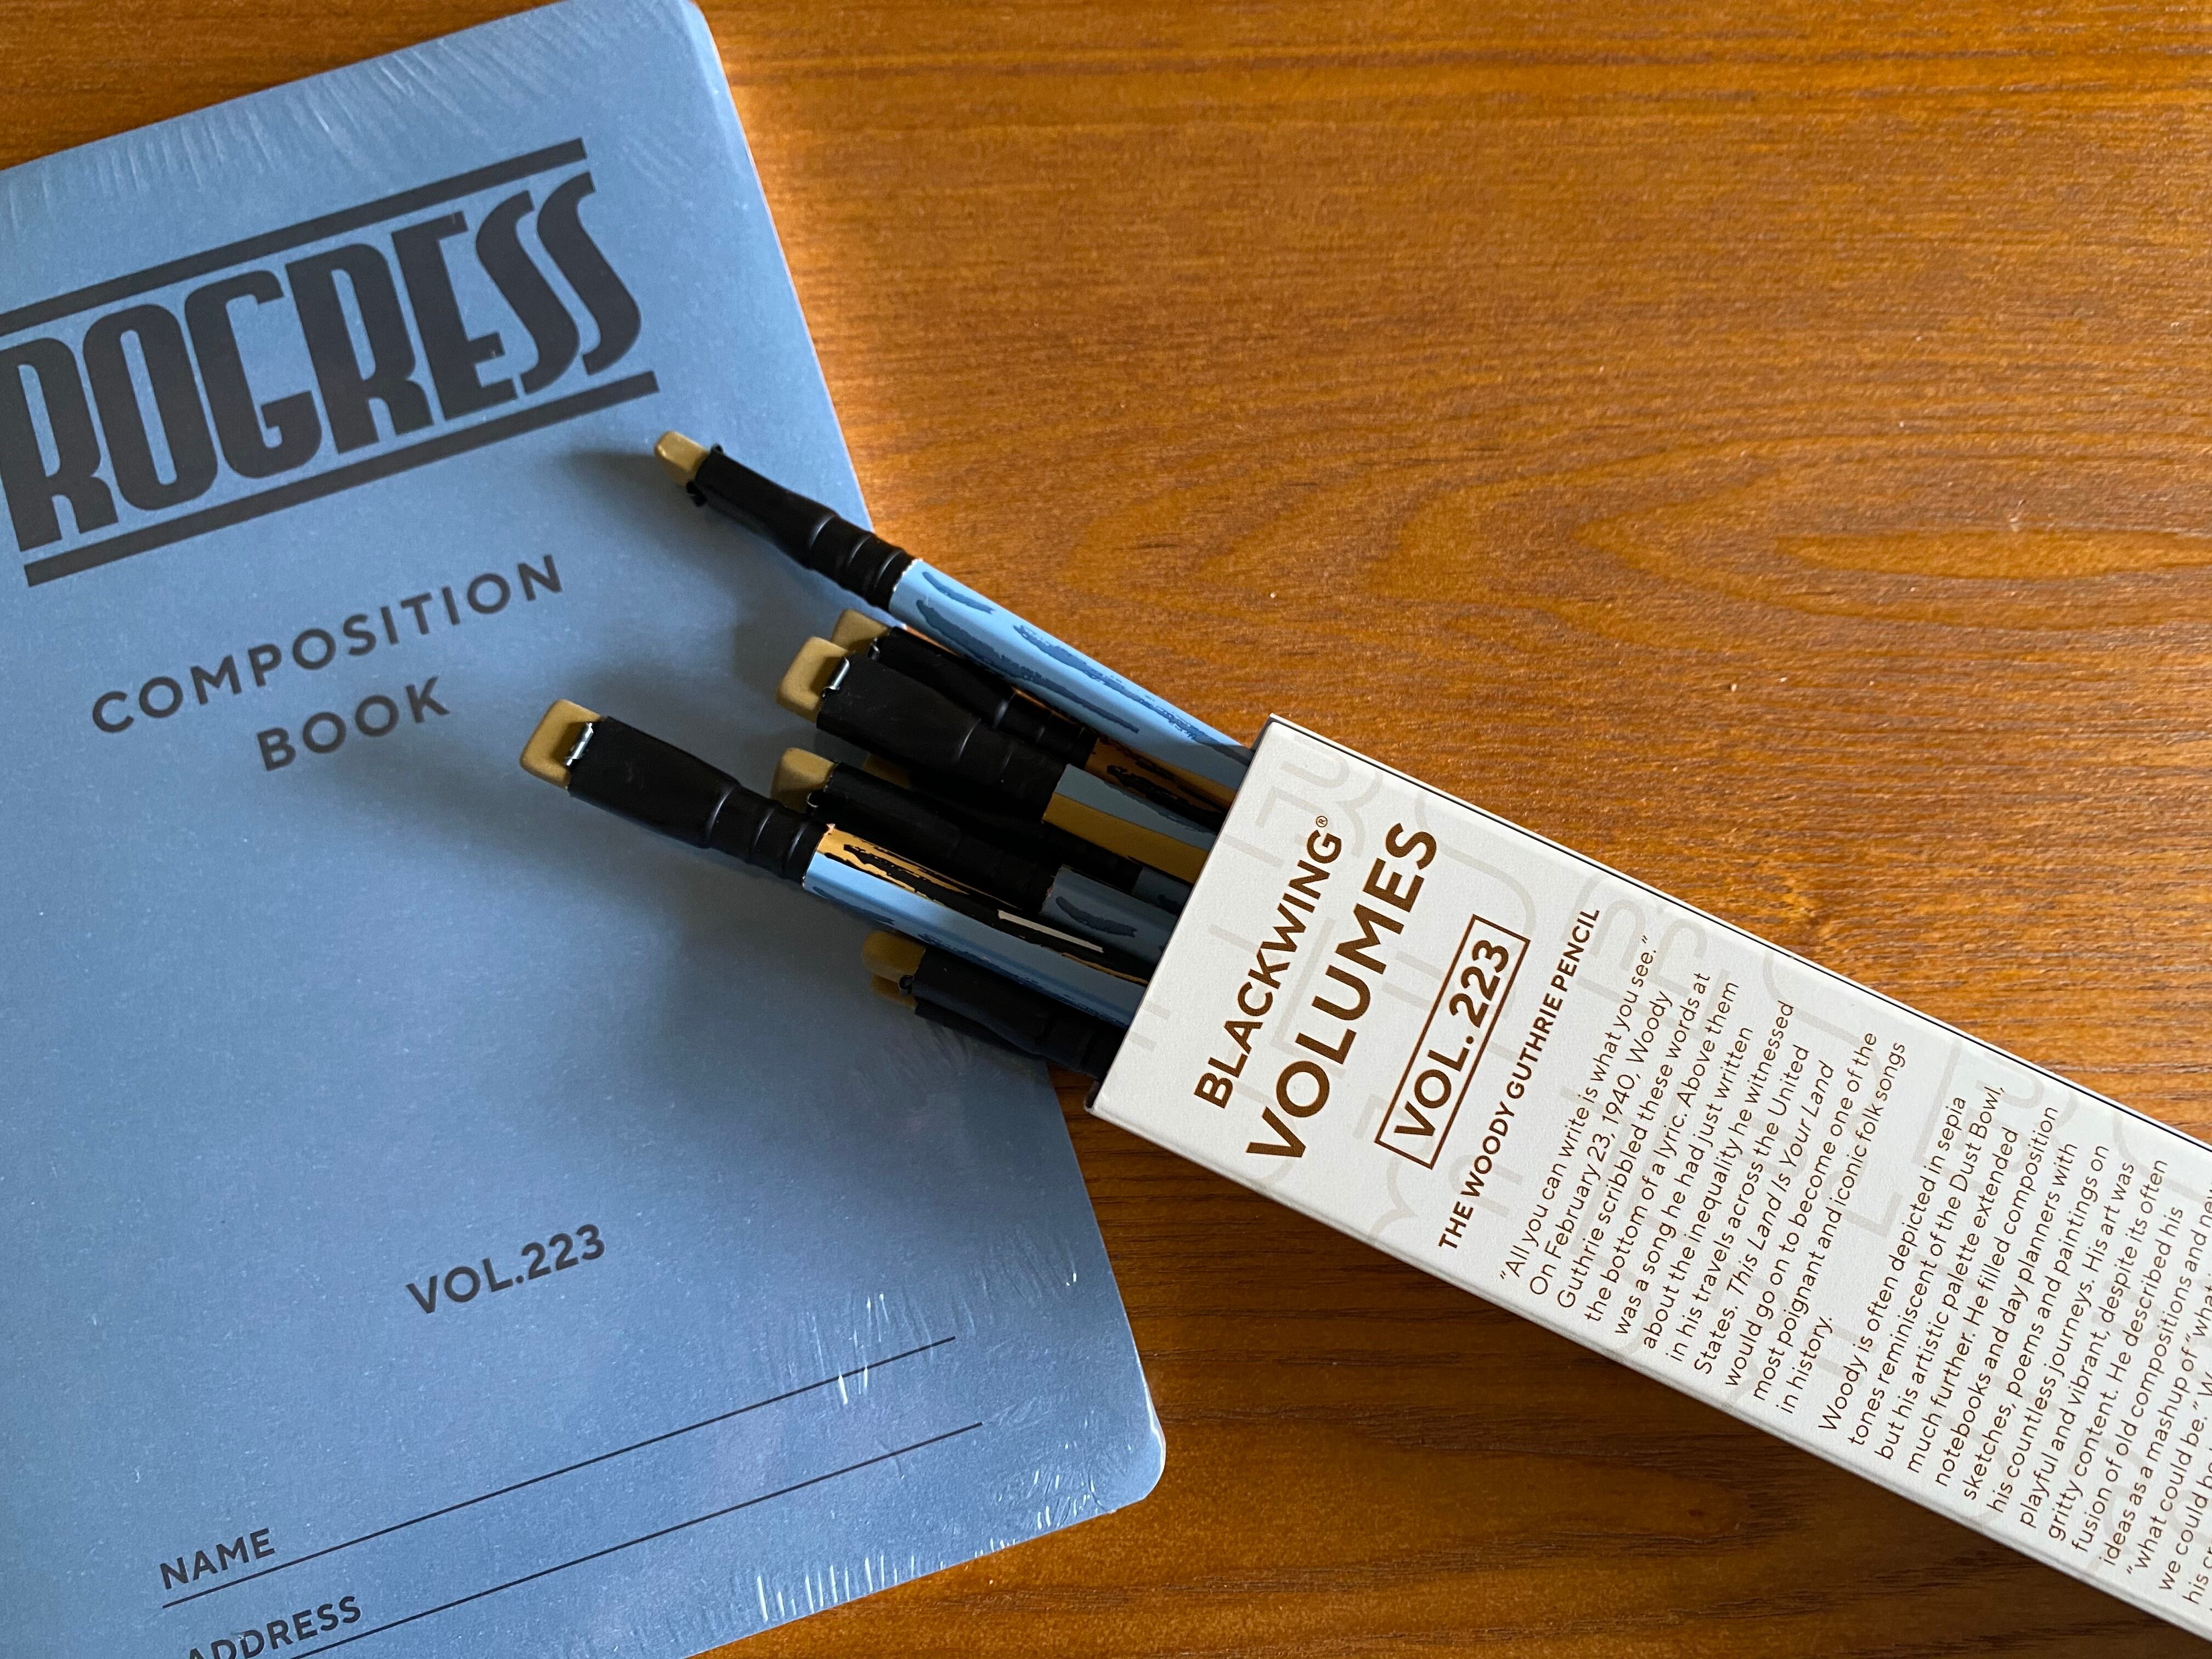 ROGRESS
COMPOSITION
BOOK
VOL.223
NAME
ADDRESS
BLACKWING®
VOLUMES
VOL. 223
THE WOODY GUTHRIE PENCIL
“All you can write is what you see.”
On February 23, 1940, Woody
Guthrie scribbled these words at
the bottom of a lyric. Above them
was a song he had just written
about the inequality he witnessed
in his travels across the United
States. This Land Is Your Land
would go on to become one of the
most poignant and iconic folk songs
in history.
Woody is often depicted in sepia
tones reminiscent of the Dust Bowl,
but his artistic palette extended
much further. He filled composition
notebooks and day planners with
sketches, poems and paintings on
his countless journeys. His art was
playful and vibrant, despite its often
gritty content. He described his
fusion of old compositions and new
ideas as a mashup of “what
“what could be.”
we could
his